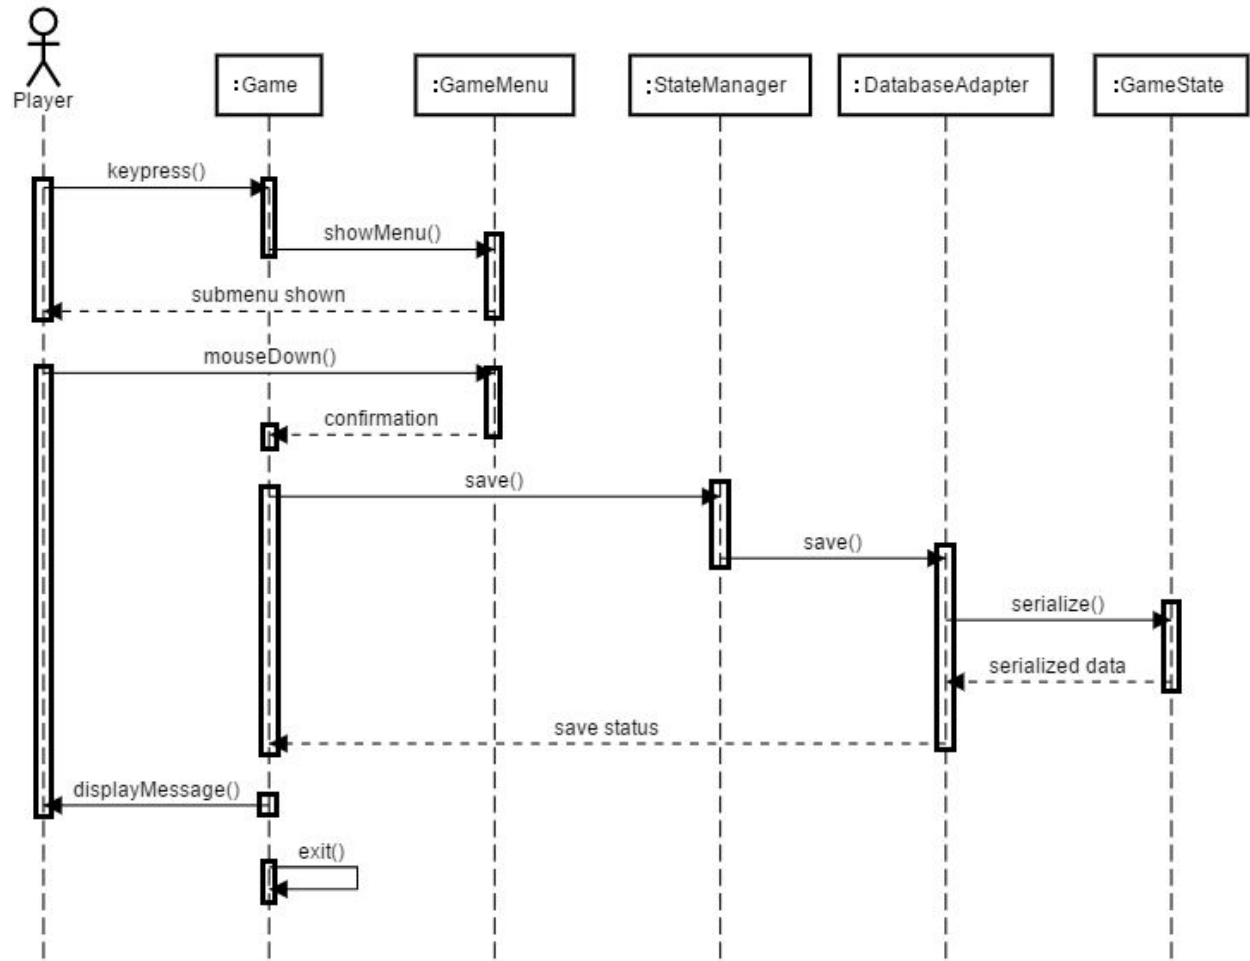 Player
:Game
:GameMenu
:StateManager
:DatabaseAdapter
:GameState
keypress()
showMenu()
submenu shown
mouseDown()
confirmation
save()
save()
serialize()
serialized data
save status
displayMessage()
exit()